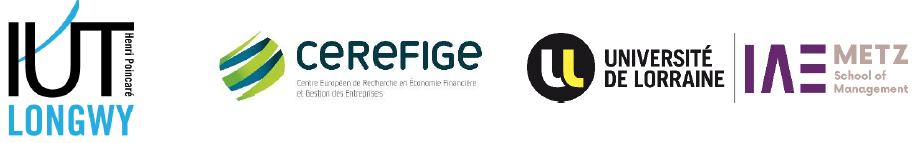 IUT
Henri Poincaré
LONGWY
CEREFIGE
Centre Européen de Recherche en Économie Financière
et Gestion des Entreprises
UNIVERSITÉ
DE LORRAINE
IAE
METZ
School of
Management